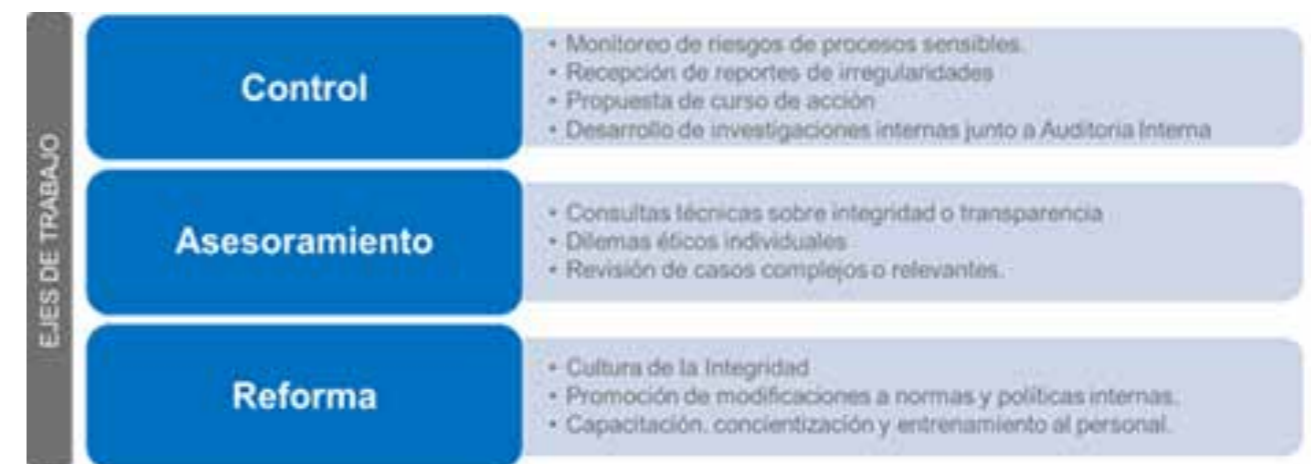 EJES DE TRABAJO
Control
• Monitoreo de riesgos de procesos sensibles.
• Recepción de reportes de irregularidades
• Propuesta de curso de acción
• Desarrollo de investigaciones internas junto a Auditoria Interna
Asesoramiento
• Consultas técnicas sobre integridad o transparencia
• Dilemas éticos individuales
• Revisión de casos complejos o relevantes.
Reforma
• Cultura de la Integridad
• Promoción de modificaciones a normas y políticas internas.
• Capacitación, concientización y entrenamiento al personal.